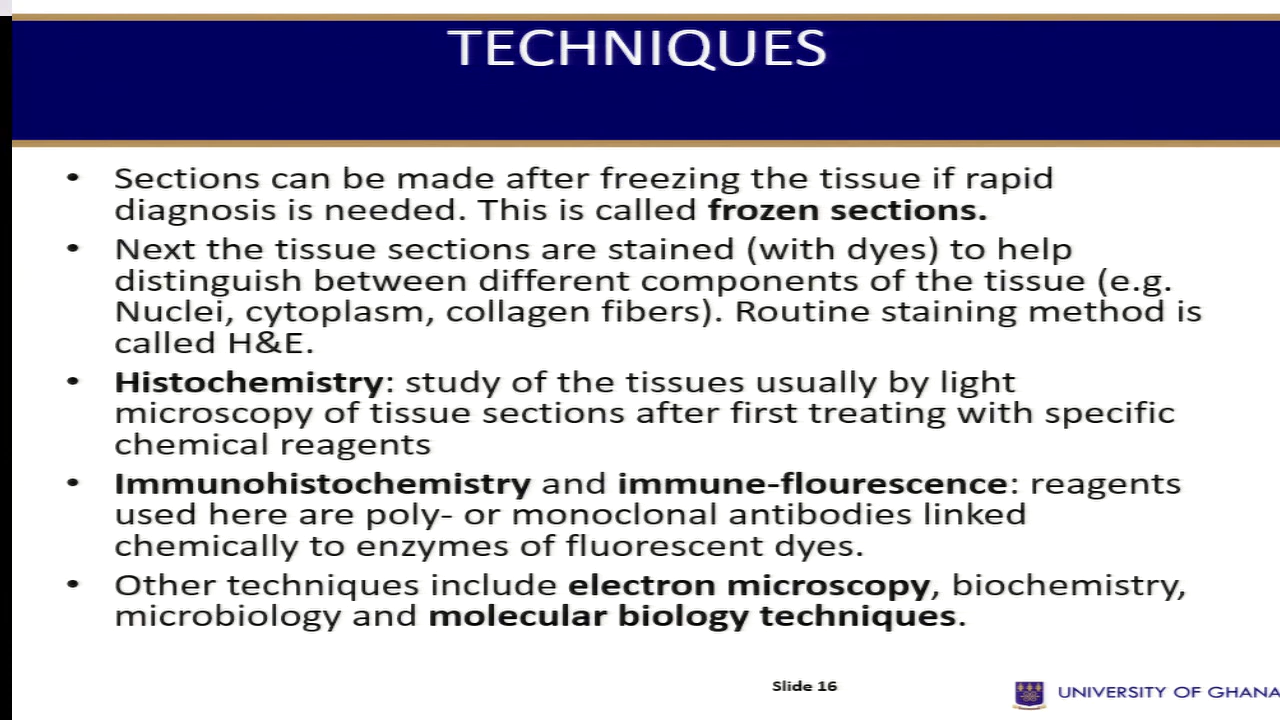 TECHNIQUES
• Sections can be made after freezing the tissue if rapid
diagnosis is needed. This is called frozen sections.
• Next the tissue sections are stained (with dyes) to help
distinguish between different components of the tissue (e.g.
Nuclei, cytoplasm, collagen fibers). Routine staining method is
called H&E.
• Histochemistry: study of the tissues usually by light
microscopy of tissue sections after first treating with specific
chemical reagents
• Immunohistochemistry and immune-flourescence: reagents
used here are poly- or monoclonal antibodies linked
chemically to enzymes of fluorescent dyes.
• Other techniques include electron microscopy, biochemistry,
microbiology and molecular biology techniques.
Slide 16
UNIVERSITY OF GHANA